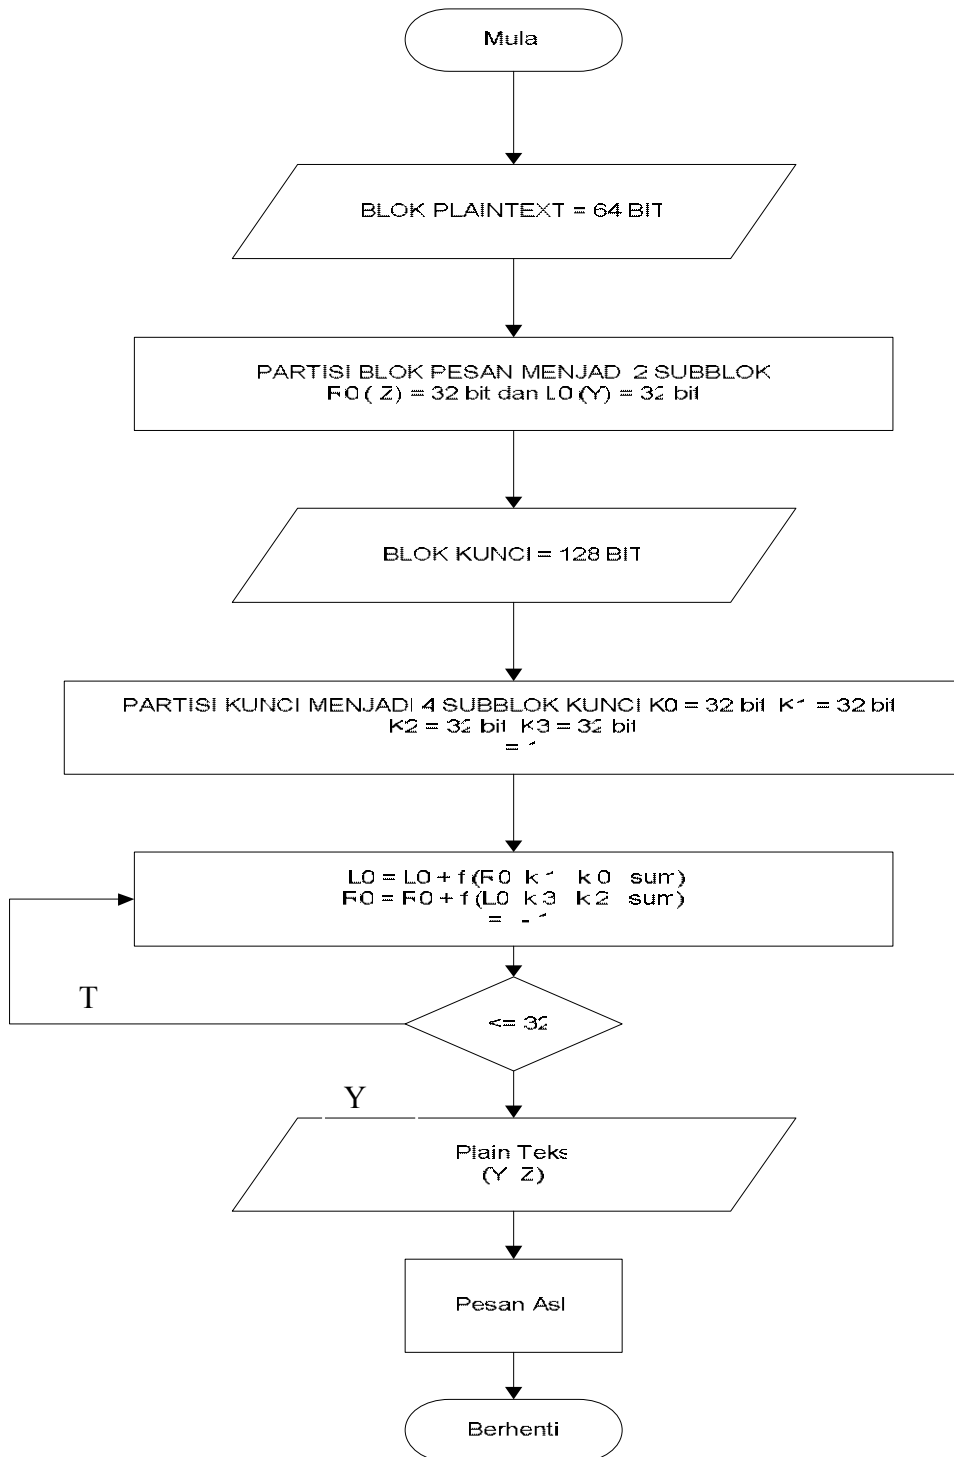 Mula
BLOK PLAINTEXT = 64 BIT
PARTISI BLOK PESAN MENJAD 2 SUBBLOK
R0 ( Z) = 32 bit dan L0 (Y) = 32 bit
BLOK KUNCI = 128 BIT
PARTISI KUNCI MENJADI 4 SUBBLOK KUNCI K0 = 32 bit K1 = 32 bit
K2 = 32 bit K3 = 32 bit
= 1
L0 = L0 + f (R0 k1 k0 sum)
R0 = R0 + f (L0 k3 k2 sum)
= - 1
T
<= 32
Y
Plain Teks
(Y Z)
Pesan Asl
Berhenti